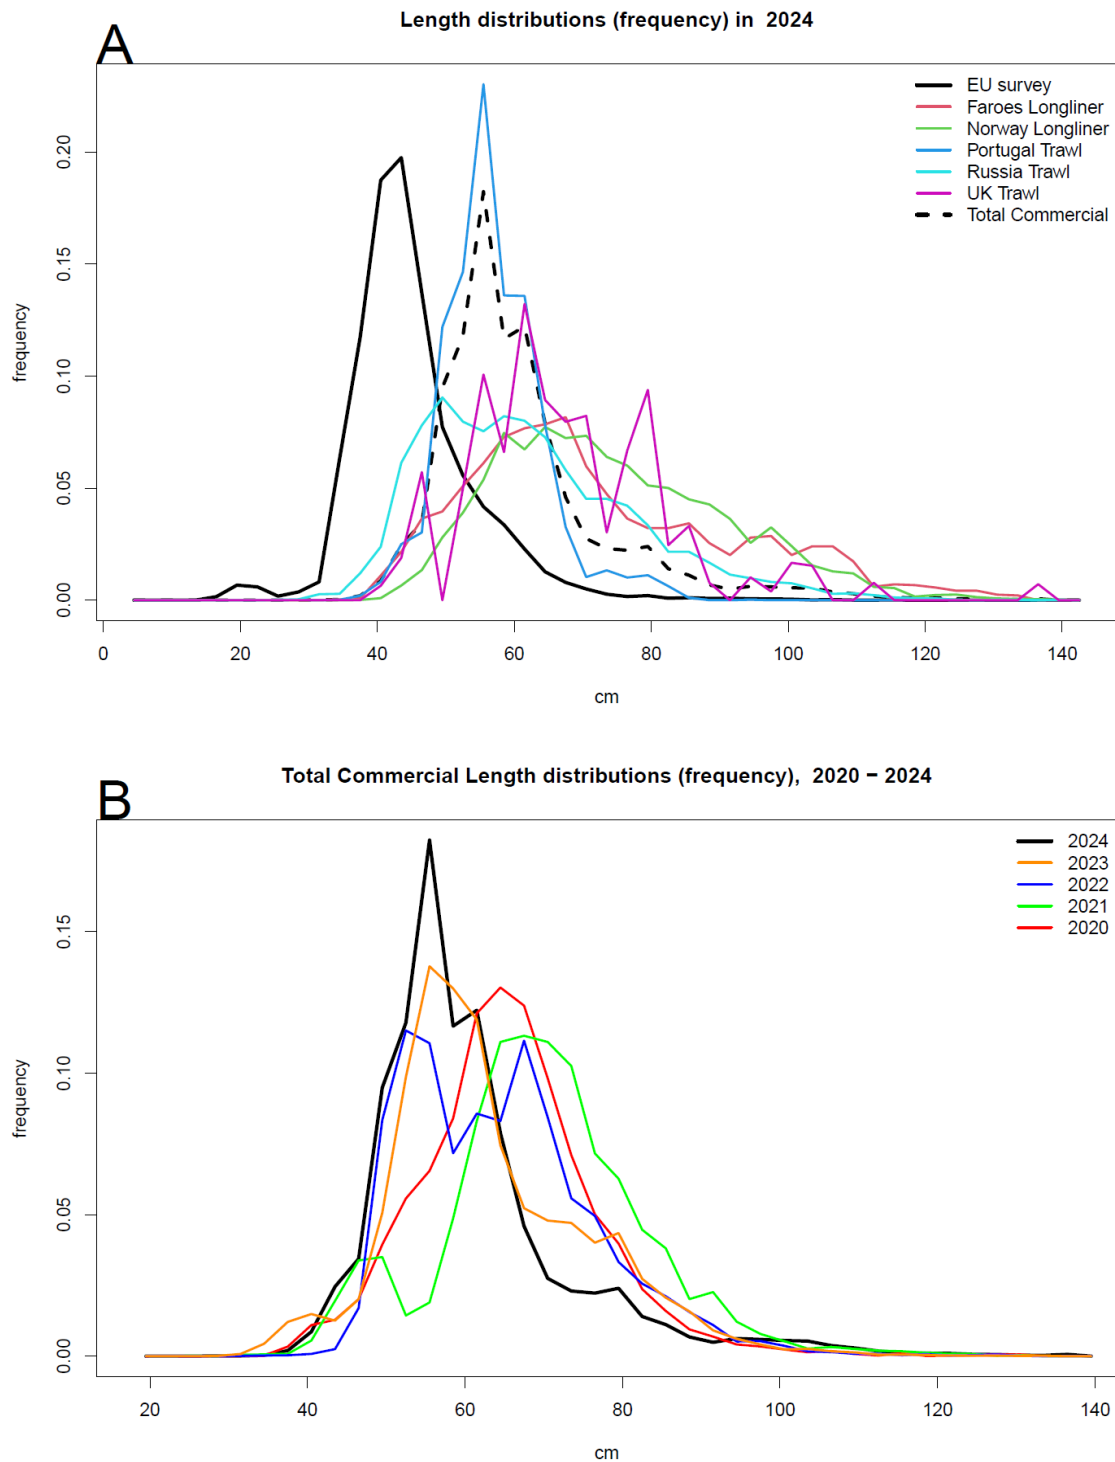 A
Length distributions (frequency) in 2024
EU survey
Faroes Longliner
Norway Longliner
Portugal Trawl
Russia Trawl
UK Trawl
Total Commercial
frequency
0.20
0.15
0.10
0.05
0.00
0 20 40 60 80 100 120 140
cm
B
Total Commercial Length distributions (frequency), 2020 − 2024
2024
2023
2022
2021
2020
frequency
0.15
0.10
0.05
0.00
20 40 60 80 100 120 140
cm